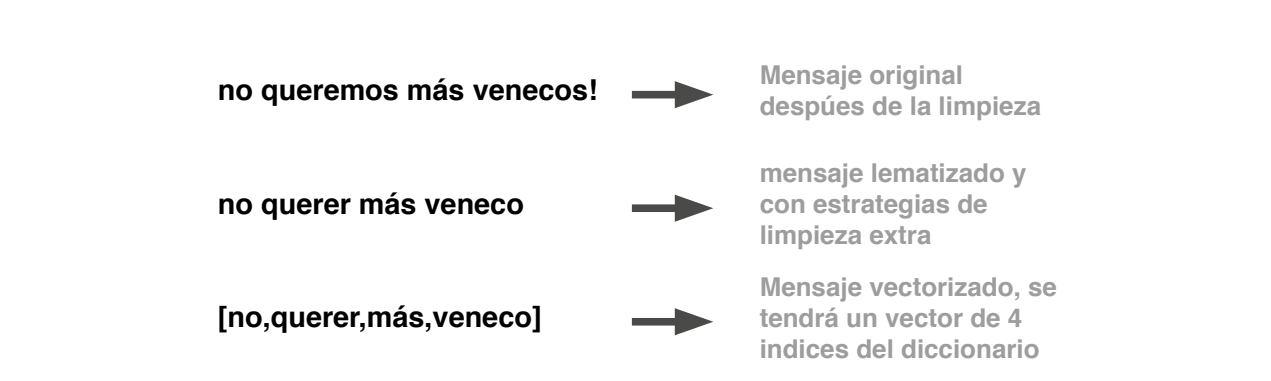 no queremos más venecos!
Mensaje original
despúes de la limpieza
no querer más veneco
mensaje lematizado y
con estrategias de
limpieza extra
[no,querer,más,veneco]
Mensaje vectorizado, se
tendrá un vector de 4
indices del diccionario